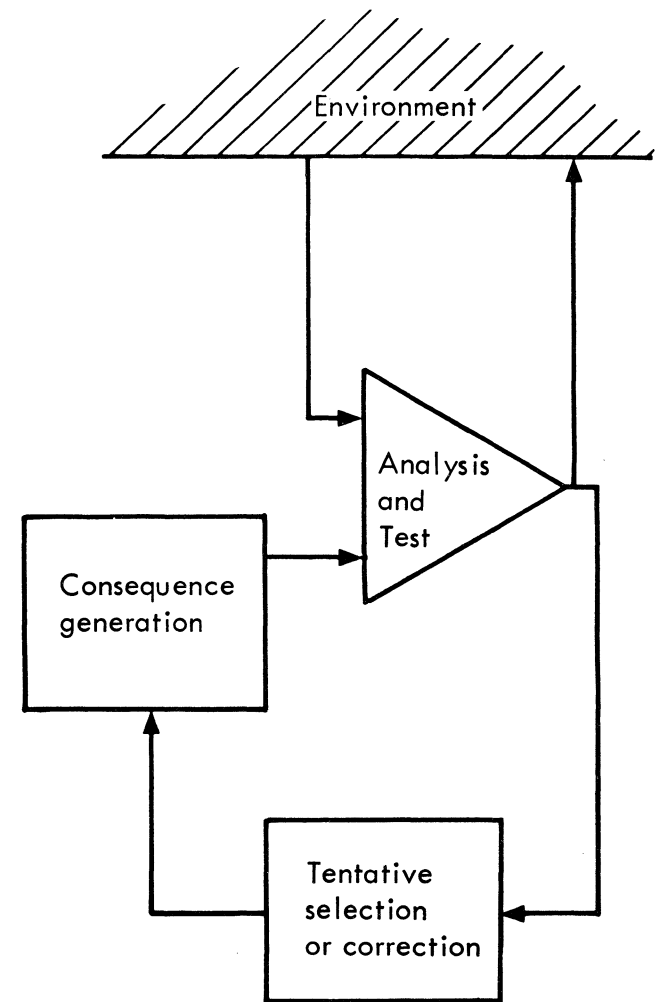 Environment
Analysis
and
Test
Consequence
generation
Tentative
selection
or correction